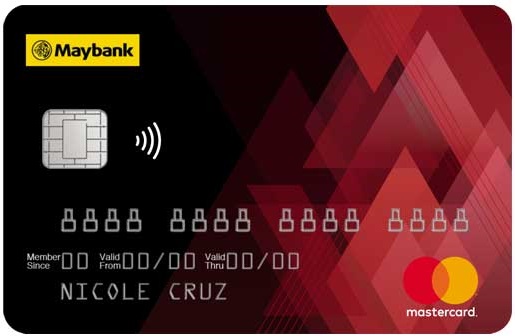 Maybank
8888 8888 8888 8888
Member Since 00 Valid From 00/00 Valid Thru 00/00
NICOLE CRUZ
mastercard.